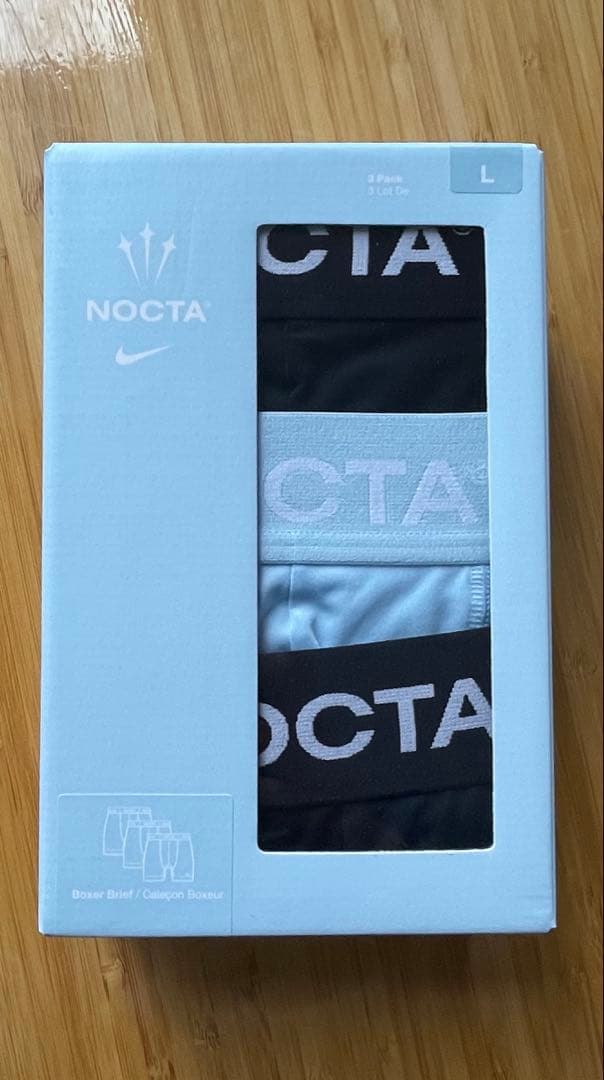 3 Pack
3 Lot De
L
NOCTA®
CTA®
CTA®
OCTA
Boxer Brief / Caleçon Boxeur